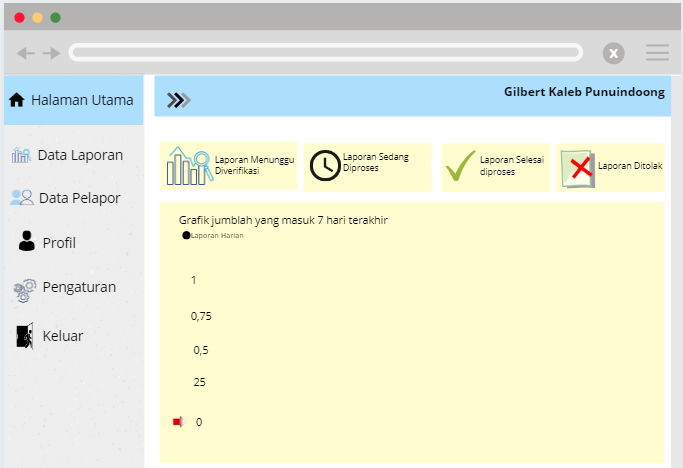 Gilbert Kaleb Punuindoong
Halaman Utama
Data Laporan
Data Pelapor
Profil
Pengaturan
Keluar
Laporan Menunggu
Diverifikasi
Laporan Sedang
Diproses
Laporan Selesai
diproses
Laporan Ditolak
Grafik jumblah yang masuk 7 hari terakhir
Laporan Harian
1
0,75
0,5
25
0